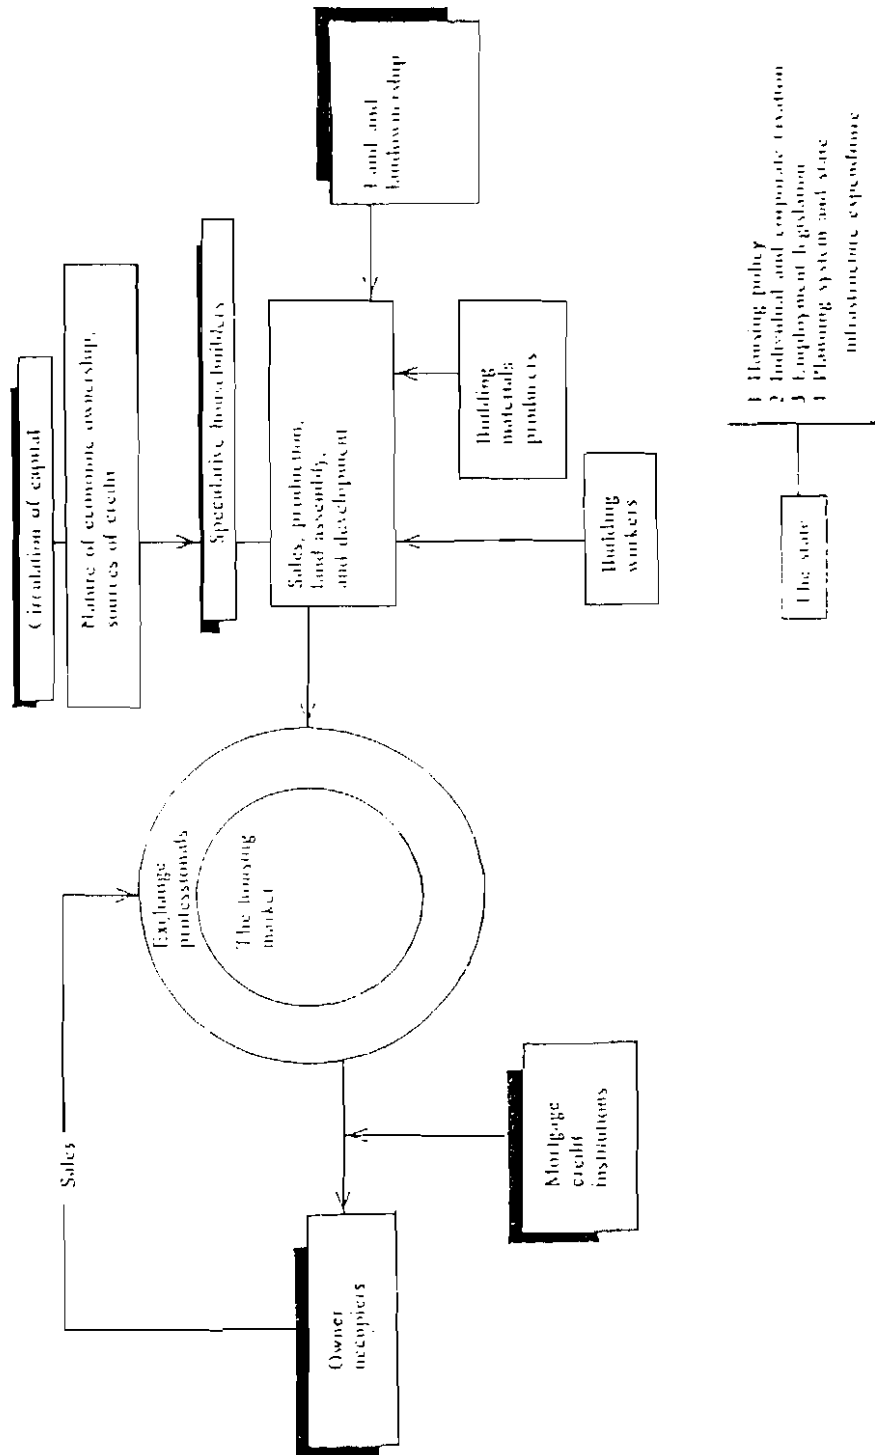 Circulation of capital
Nature of economic ownership,
sources of credit
Speculative housebuilders
Sales, production,
land assembly,
and development
Land and
landownership
Building
materials
producers
Building
workers
Exchange
professionals
The housing
market
Sales
Owner
occupiers
Mortgage
credit
institutions
The state
1 Housing policy
2 Individual and corporate taxation
3 Employment legislation
4 Planning system and state
infrastructure expenditure